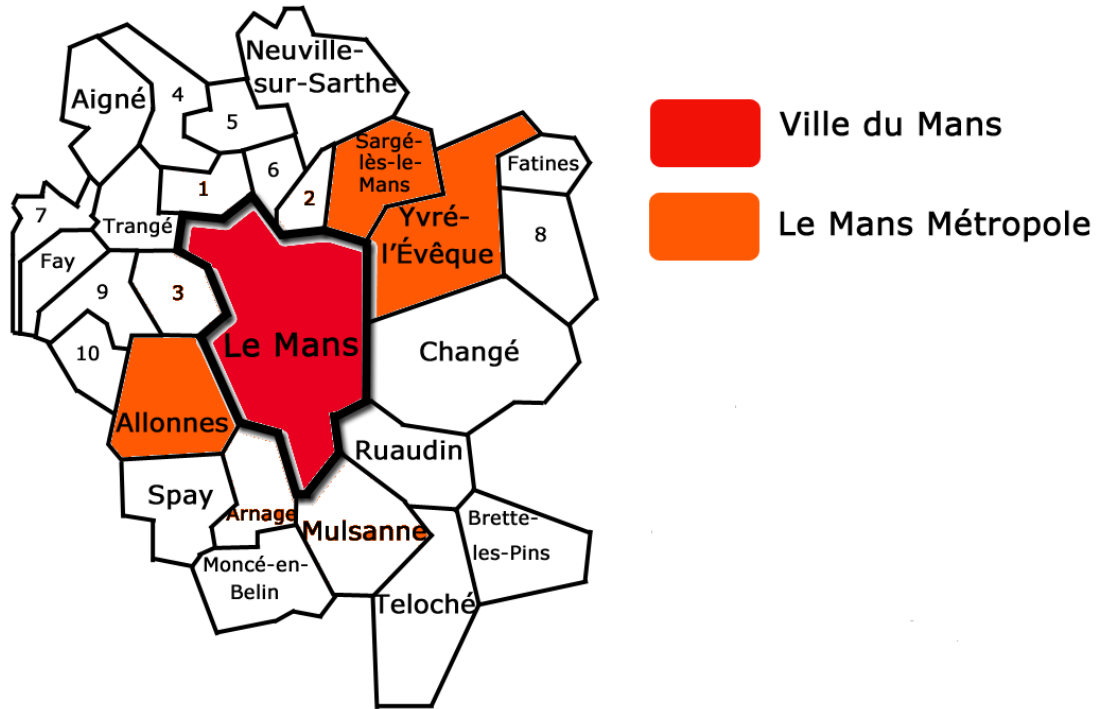 Neuville-
sur-Sarthe
Aigné
4
5
Sargé-
lès-le-
Mans
Fatines
6
1
2
7
Trangé
Yvré-
l'Évêque
8
Fay
9
3
10
Le Mans
Changé
Allonnes
Ruaudin
Spay
Arnage
Mulsanne
Brette-
les-Pins
Moncé-en-
Belin
Teloché
Ville du Mans
Le Mans Métropole